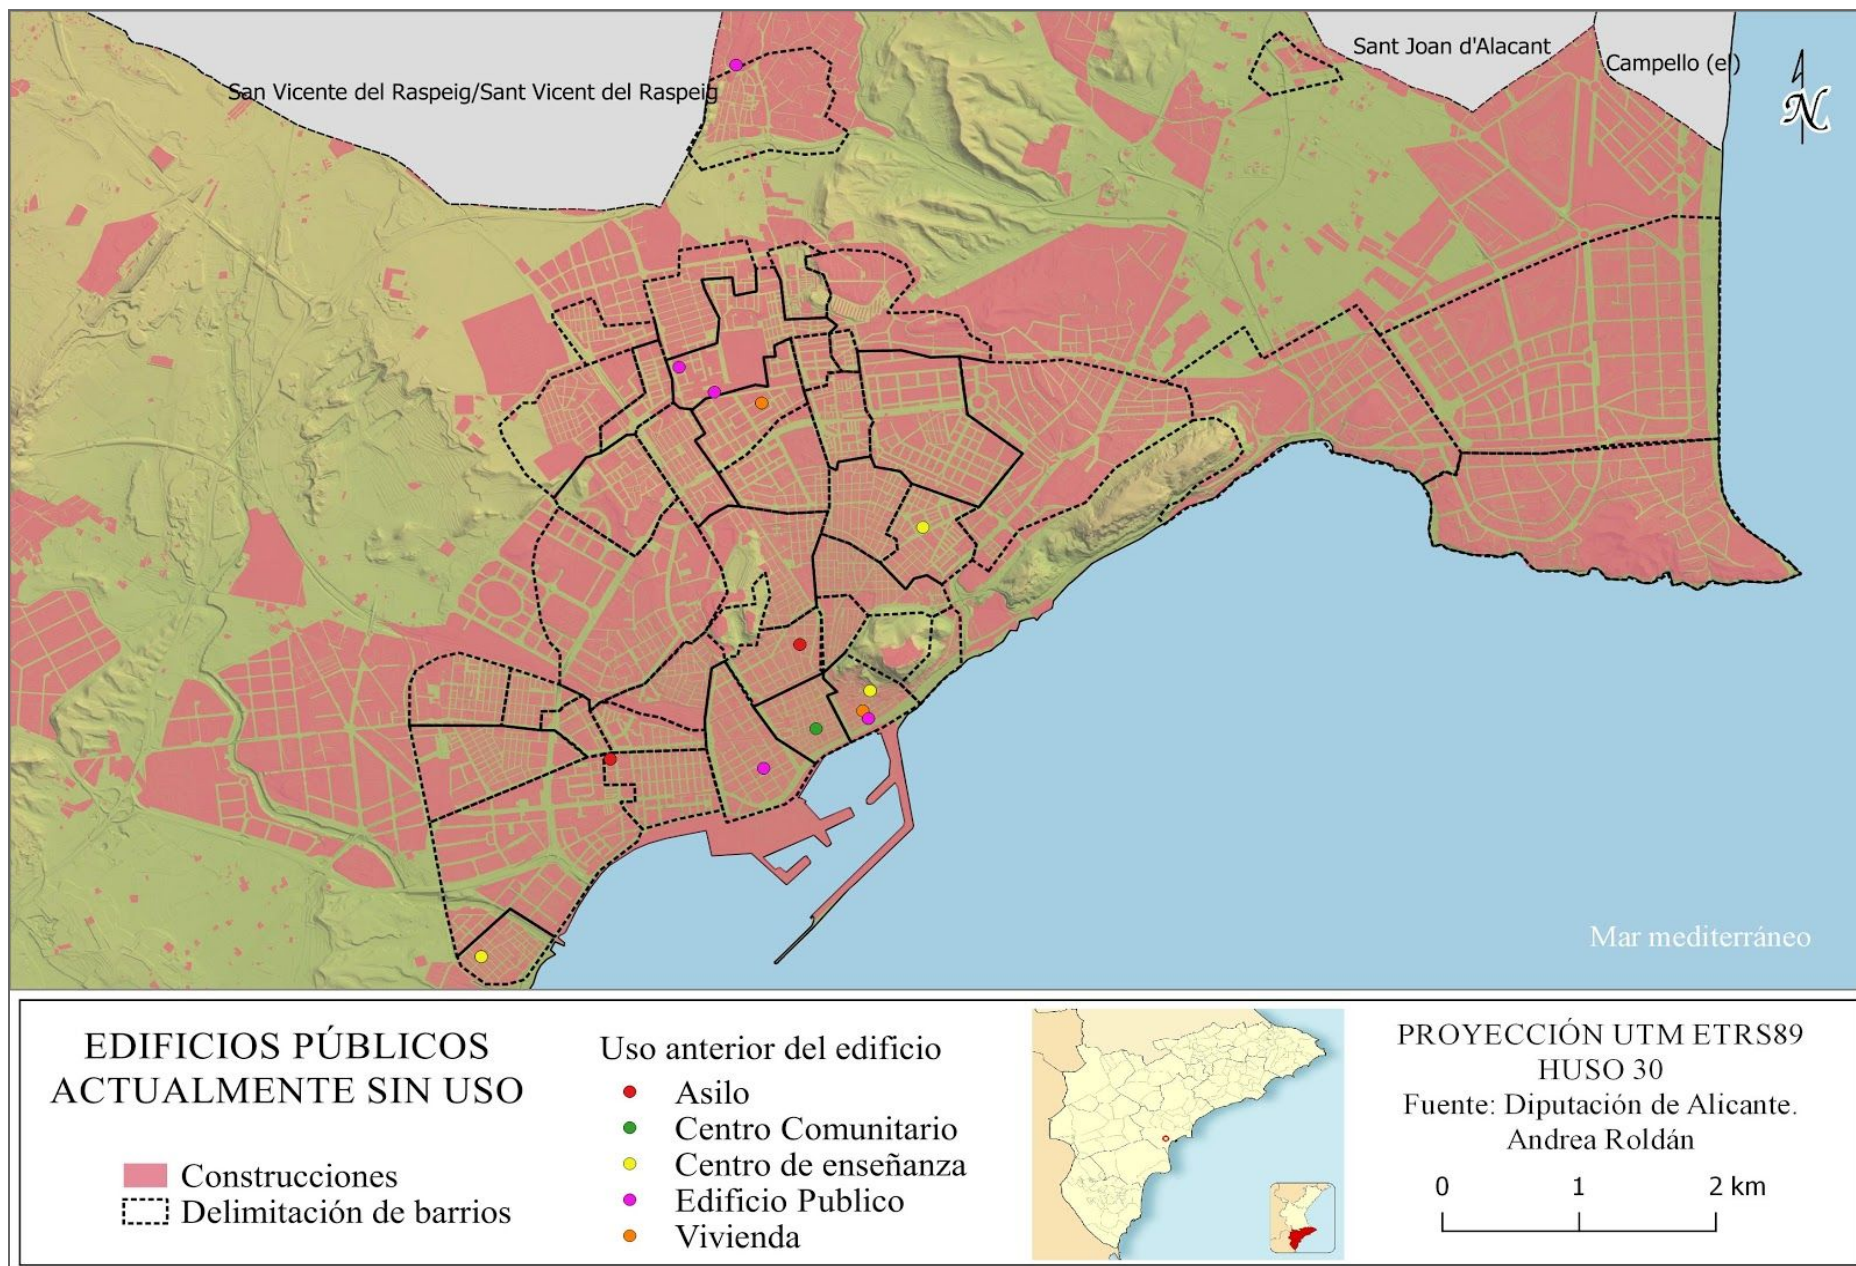 San Vicente del Raspeig/Sant Vicent del Raspeig
Sant Joan d'Alacant
Campello (el)
N
Mar mediterráneo
EDIFICIOS PÚBLICOS
ACTUALMENTE SIN USO
Construcciones
Delimitación de barrios
Uso anterior del edificio
Asilo
Centro Comunitario
Centro de enseñanza
Edificio Publico
Vivienda
PROYECCIÓN UTM ETRS89
HUSO 30
Fuente: Diputación de Alicante.
Andrea Roldán
0 1 2 km